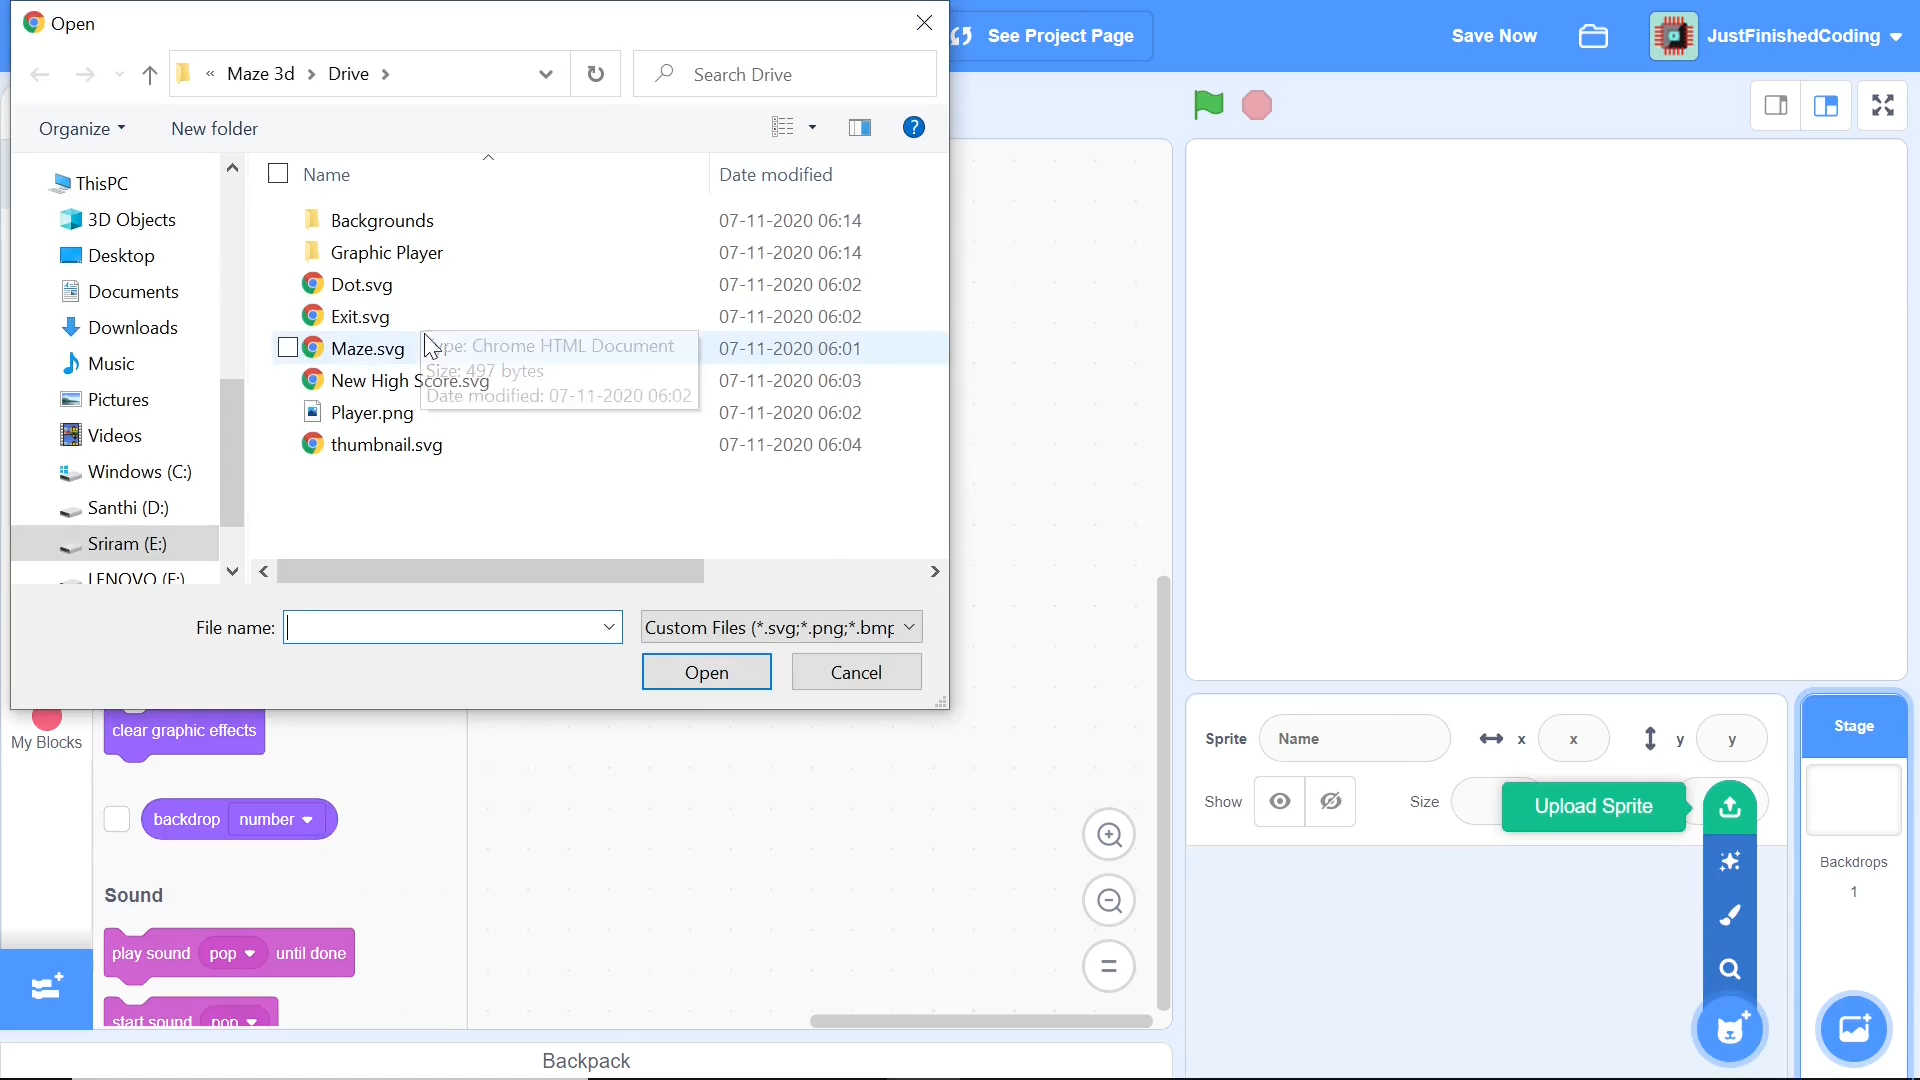 Open
See Project Page
Save Now
JustFinishedCoding
« Maze 3d > Drive >
Search Drive
Organize
New folder
?
Name
Date modified
ThisPC
3D Objects
Desktop
Documents
Downloads
Music
Pictures
Videos
Windows (C:)
Santhi (D:)
Sriram (E:)
LENOVO (F:)
Backgrounds 07-11-2020 06:14
Graphic Player 07-11-2020 06:14
Dot.svg 07-11-2020 06:02
Exit.svg 07-11-2020 06:02
Maze.svg 07-11-2020 06:01
New High Score.svg 07-11-2020 06:03
Player.png 07-11-2020 06:02
thumbnail.svg 07-11-2020 06:04
Chrome HTML Document
Size: 497 bytes
Date modified: 07-11-2020 06:02
File name:
Custom Files (*.svg;*.png;*.bmp
Open
Cancel
My Blocks
clear graphic effects
backdrop number
Sound
play sound pop until done
start sound pop
Backpack
Sprite
Name
x
x
y
y
Show
Size
Upload Sprite
Stage
Backdrops
1